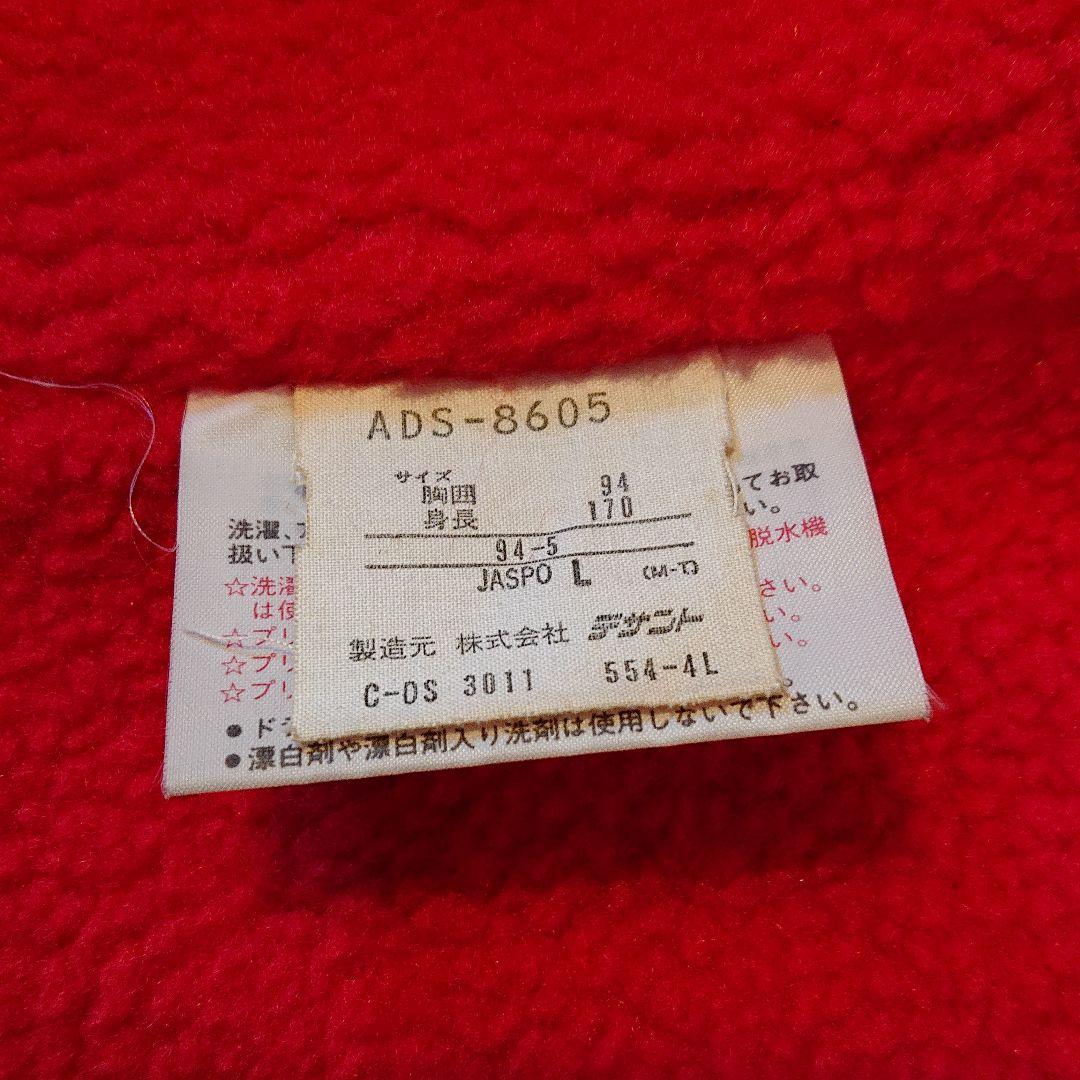 ADS-8605
サイズ
胸囲 94
身長 170
94-5
JASPO L (M-T)
製造元 株式会社 デサント
C-OS 3011 554-4L
てお取
洗濯、
い。
扱い下
脱水機
☆洗濯
さい。
は使
☆プリ
い。
☆プリ
☆プリ
●ドラ
●漂白剤や漂白剤入り洗剤は使用しないで下さい。